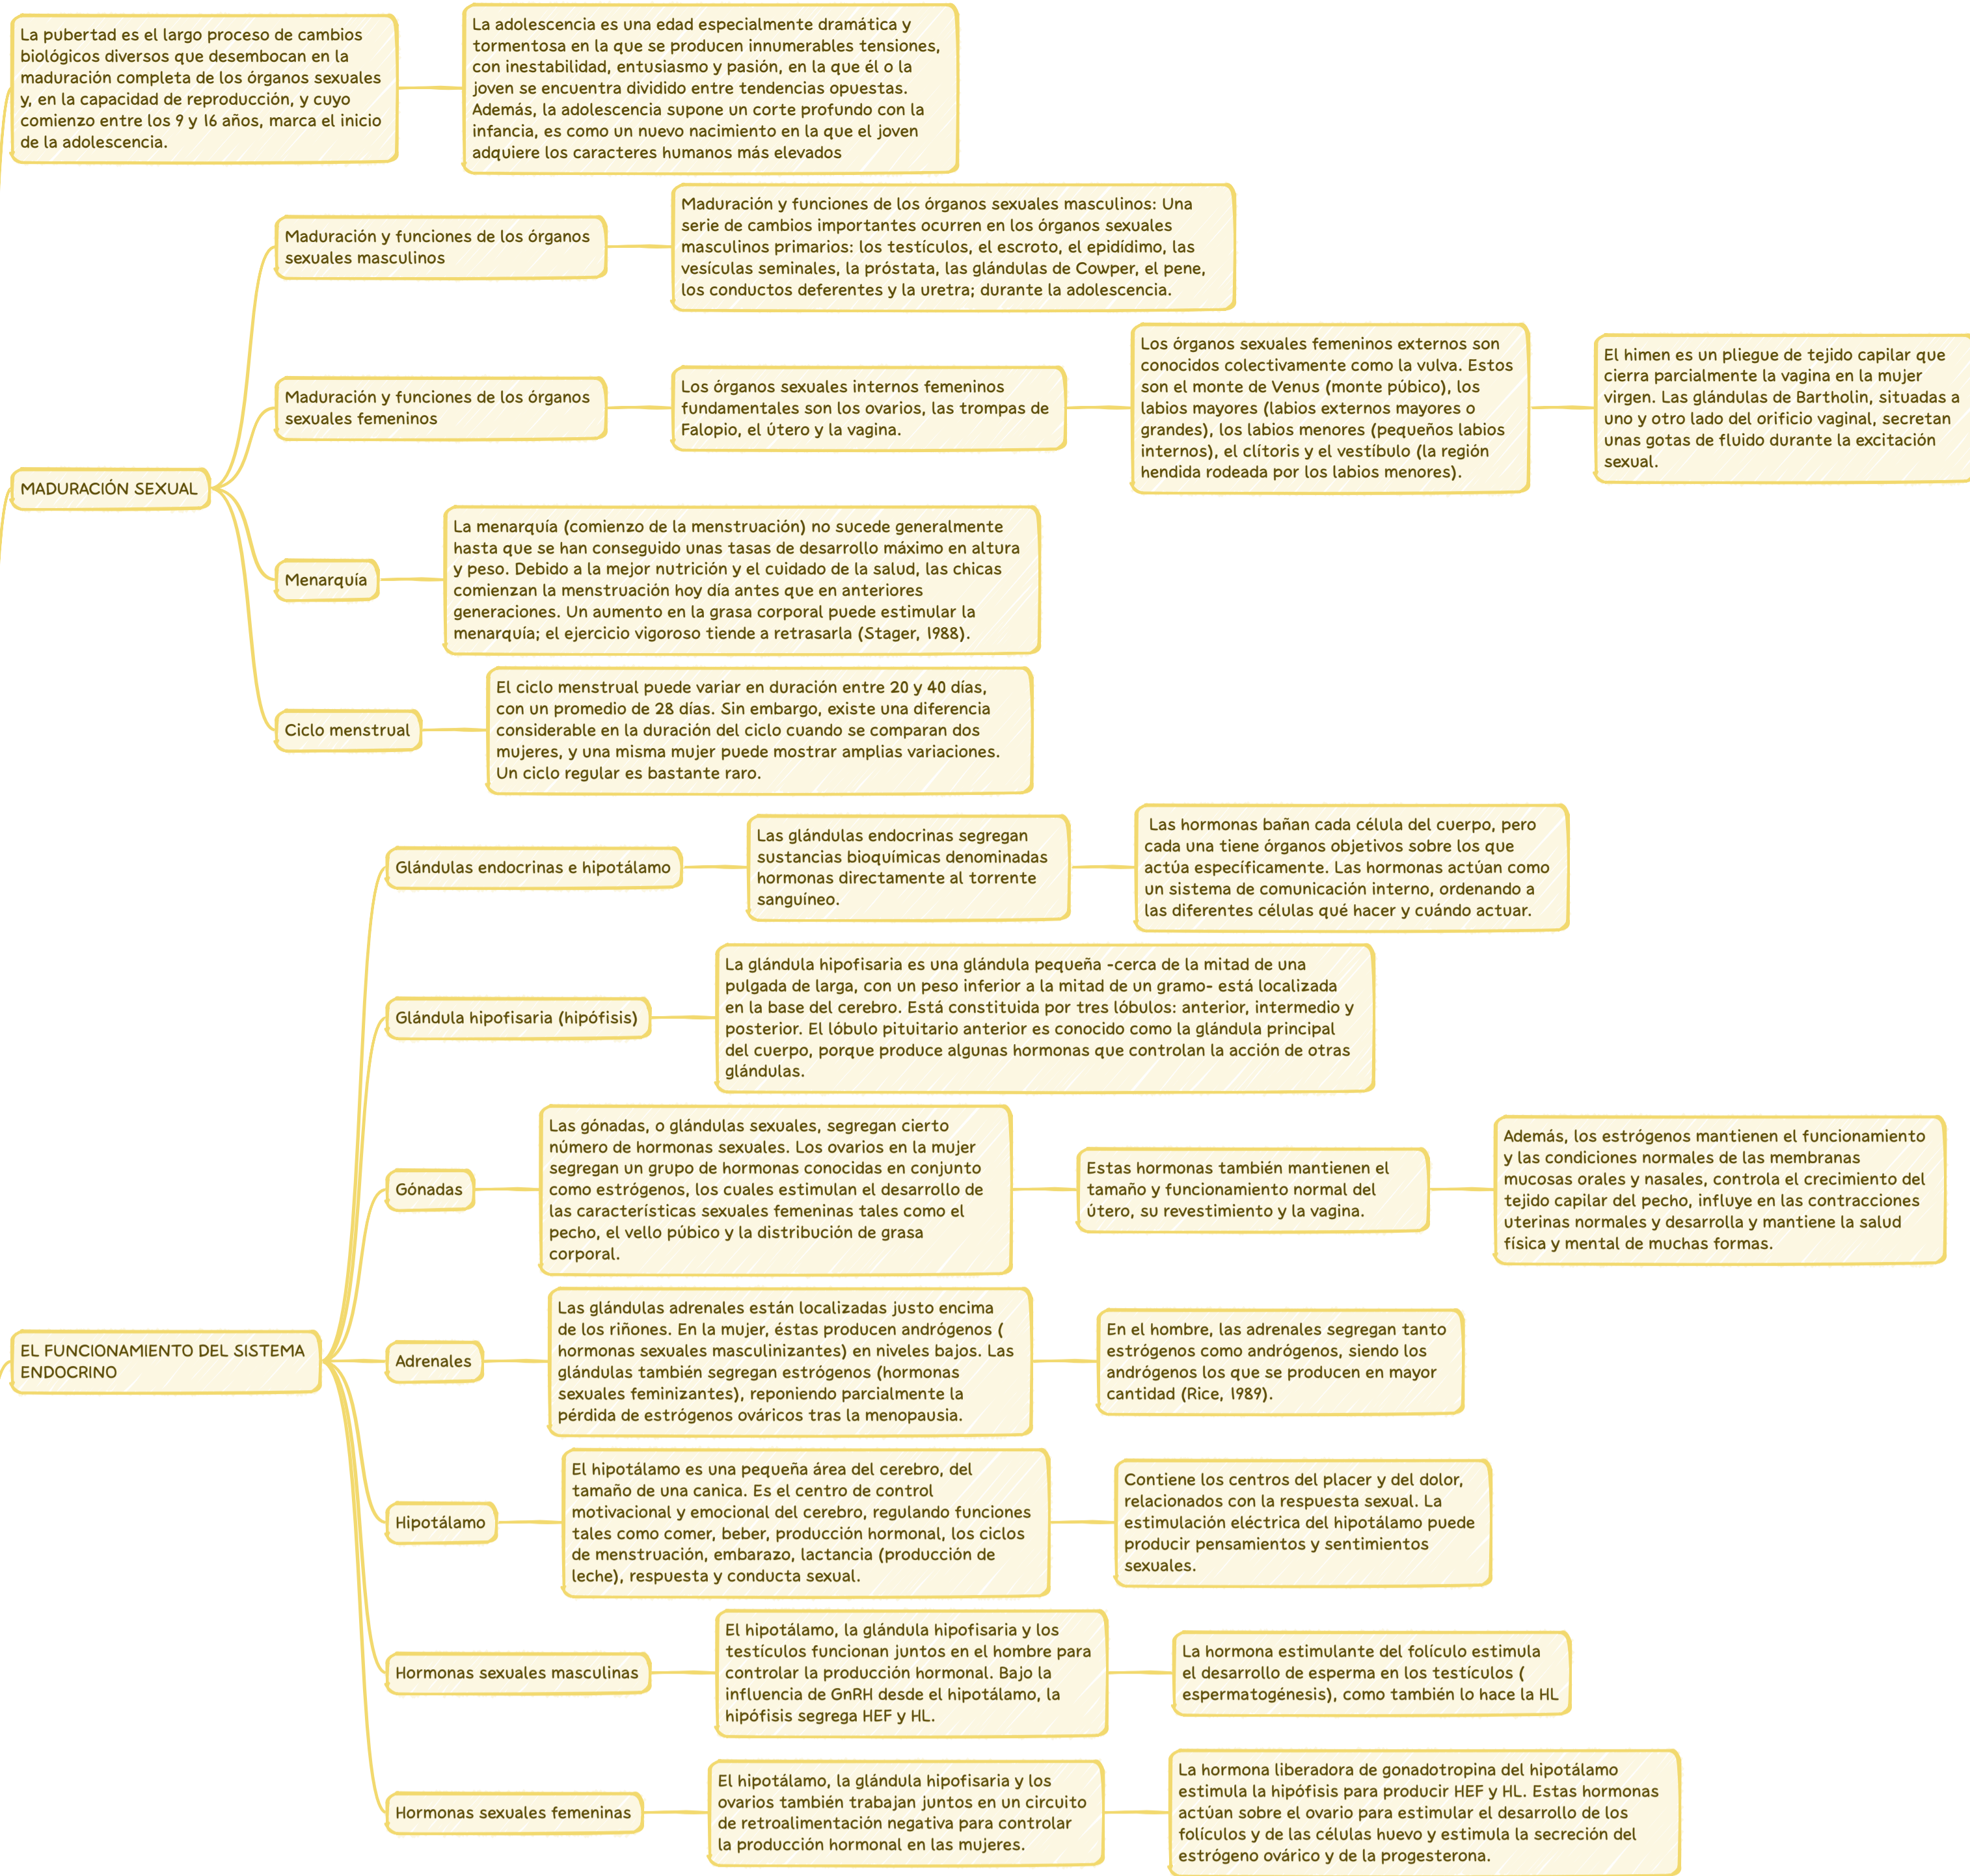 La pubertad es el largo proceso de cambios
biológicos diversos que desembocan en la
maduración completa de los órganos sexuales
y, en la capacidad de reproducción, y cuyo
comienzo entre los 9 y 16 años, marca el inicio
de la adolescencia.
La adolescencia es una edad especialmente dramática y
tormentosa en la que se producen innumerables tensiones,
con inestabilidad, entusiasmo y pasión, en la que él o la
joven se encuentra dividido entre tendencias opuestas.
Además, la adolescencia supone un corte profundo con la
infancia, es como un nuevo nacimiento en la que el joven
adquiere los caracteres humanos más elevados
MADURACIÓN SEXUAL
Maduración y funciones de los órganos
sexuales masculinos
Maduración y funciones de los órganos sexuales masculinos: Una
serie de cambios importantes ocurren en los órganos sexuales
masculinos primarios: los testículos, el escroto, el epidídimo, las
vesículas seminales, la próstata, las glándulas de Cowper, el pene,
los conductos deferentes y la uretra; durante la adolescencia.
Maduración y funciones de los órganos
sexuales femeninos
Los órganos sexuales internos femeninos
fundamentales son los ovarios, las trompas de
Falopio, el útero y la vagina.
Los órganos sexuales femeninos externos son
conocidos colectivamente como la vulva. Estos
son el monte de Venus (monte púbico), los
labios mayores (labios externos mayores o
grandes), los labios menores (pequeños labios
internos), el clítoris y el vestíbulo (la región
hendida rodeada por los labios menores).
El himen es un pliegue de tejido capilar que
cierra parcialmente la vagina en la mujer
virgen. Las glándulas de Bartholin, situadas a
uno y otro lado del orificio vaginal, secretan
unas gotas de fluido durante la excitación
sexual.
Menarquía
La menarquía (comienzo de la menstruación) no sucede generalmente
hasta que se han conseguido unas tasas de desarrollo máximo en altura
y peso. Debido a la mejor nutrición y el cuidado de la salud, las chicas
comienzan la menstruación hoy día antes que en anteriores
generaciones. Un aumento en la grasa corporal puede estimular la
menarquía; el ejercicio vigoroso tiende a retrasarla (Stager, 1988).
Ciclo menstrual
El ciclo menstrual puede variar en duración entre 20 y 40 días,
con un promedio de 28 días. Sin embargo, existe una diferencia
considerable en la duración del ciclo cuando se comparan dos
mujeres, y una misma mujer puede mostrar amplias variaciones.
Un ciclo regular es bastante raro.
EL FUNCIONAMIENTO DEL SISTEMA
ENDOCRINO
Glándulas endocrinas e hipotálamo
Las glándulas endocrinas segregan
sustancias bioquímicas denominadas
hormonas directamente al torrente
sanguíneo.
Las hormonas bañan cada célula del cuerpo, pero
cada una tiene órganos objetivos sobre los que
actúa específicamente. Las hormonas actúan como
un sistema de comunicación interno, ordenando a
las diferentes células qué hacer y cuándo actuar.
Glándula hipofisaria (hipófisis)
La glándula hipofisaria es una glándula pequeña -cerca de la mitad de una
pulgada de larga, con un peso inferior a la mitad de un gramo- está localizada
en la base del cerebro. Está constituida por tres lóbulos: anterior, intermedio y
posterior. El lóbulo pituitario anterior es conocido como la glándula principal
del cuerpo, porque produce algunas hormonas que controlan la acción de otras
glándulas.
Gónadas
Las gónadas, o glándulas sexuales, segregan cierto
número de hormonas sexuales. Los ovarios en la mujer
segregan un grupo de hormonas conocidas en conjunto
como estrógenos, los cuales estimulan el desarrollo de
las características sexuales femeninas tales como el
pecho, el vello púbico y la distribución de grasa
corporal.
Estas hormonas también mantienen el
tamaño y funcionamiento normal del
útero, su revestimiento y la vagina.
Además, los estrógenos mantienen el funcionamiento
y las condiciones normales de las membranas
mucosas orales y nasales, controla el crecimiento del
tejido capilar del pecho, influye en las contracciones
uterinas normales y desarrolla y mantiene la salud
física y mental de muchas formas.
Adrenales
Las glándulas adrenales están localizadas justo encima
de los riñones. En la mujer, éstas producen andrógenos (
hormonas sexuales masculinizantes) en niveles bajos. Las
glándulas también segregan estrógenos (hormonas
sexuales feminizantes), reponiendo parcialmente la
pérdida de estrógenos ováricos tras la menopausia.
En el hombre, las adrenales segregan tanto
estrógenos como andrógenos, siendo los
andrógenos los que se producen en mayor
cantidad (Rice, 1989).
Hipotálamo
El hipotálamo es una pequeña área del cerebro, del
tamaño de una canica. Es el centro de control
motivacional y emocional del cerebro, regulando funciones
tales como comer, beber, producción hormonal, los ciclos
de menstruación, embarazo, lactancia (producción de
leche), respuesta y conducta sexual.
Contiene los centros del placer y del dolor,
relacionados con la respuesta sexual. La
estimulación eléctrica del hipotálamo puede
producir pensamientos y sentimientos
sexuales.
Hormonas sexuales masculinas
El hipotálamo, la glándula hipofisaria y los
testículos funcionan juntos en el hombre para
controlar la producción hormonal. Bajo la
influencia de GnRH desde el hipotálamo, la
hipófisis segrega HEF y HL.
La hormona estimulante del folículo estimula
el desarrollo de esperma en los testículos (
espermatogénesis), como también lo hace la HL
Hormonas sexuales femeninas
El hipotálamo, la glándula hipofisaria y los
ovarios también trabajan juntos en un circuito
de retroalimentación negativa para controlar
la producción hormonal en las mujeres.
La hormona liberadora de gonadotropina del hipotálamo
estimula la hipófisis para producir HEF y HL. Estas hormonas
actúan sobre el ovario para estimular el desarrollo de los
folículos y de las células huevo y estimula la secreción del
estrógeno ovárico y de la progesterona.